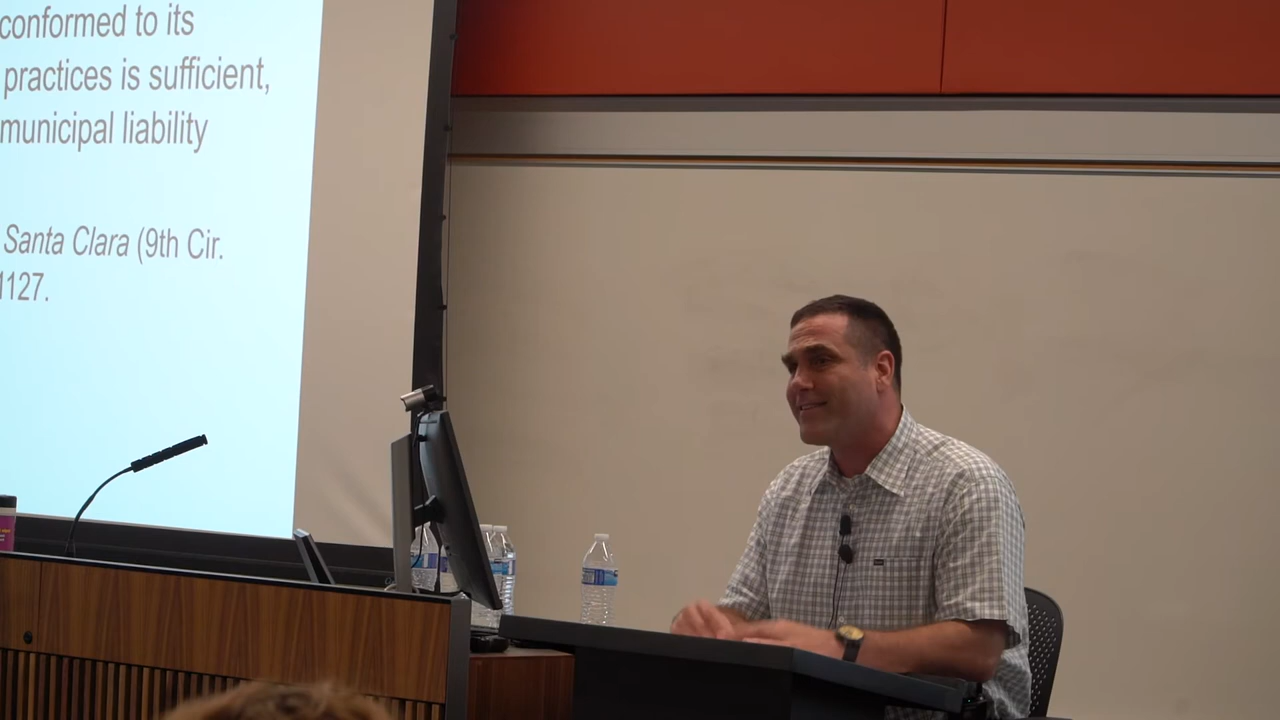 conformed to its
practices is sufficient,
municipal liability
Santa Clara (9th Cir.
1127.